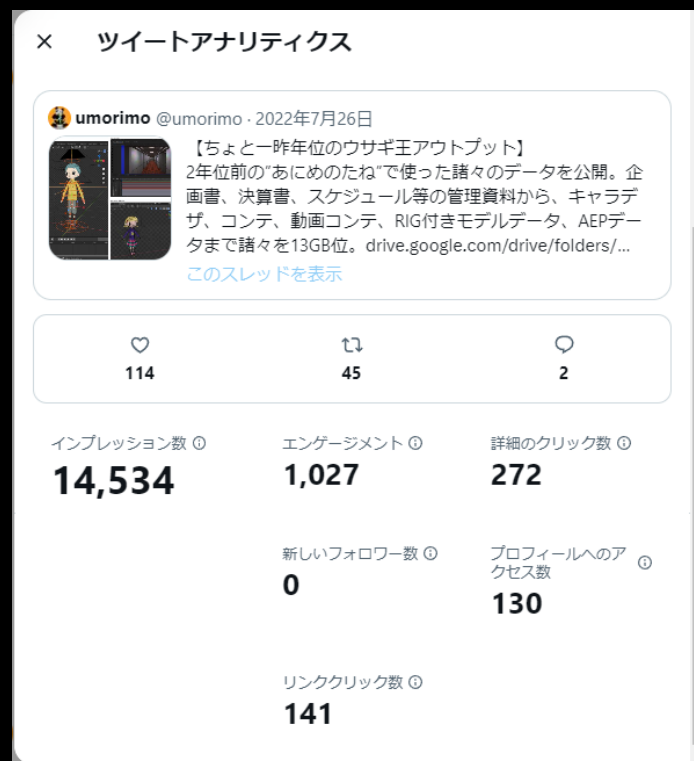 ツイートアナリティクス
umorimo @umorimo · 2022年7月26日
【ちょと一昨年位のウサギ王アウトプット】
2年位前の"あにめのたね"で使った諸々のデータを公開。企
画書、決算書、スケジュール等の管理資料から、キャラデ
ザ、コンテ、動画コンテ、RIG付きモデルデータ、AEPデー
タまで諸々を13GB位。drive.google.com/drive/folders/...
このスレッドを表示
114 45 2
インプレッション数 エンゲージメント 詳細のクリック数
14,534 1,027 272
新しいフォロワー数 プロフィールへのア
クセス数
0 130
リンククリック数
141